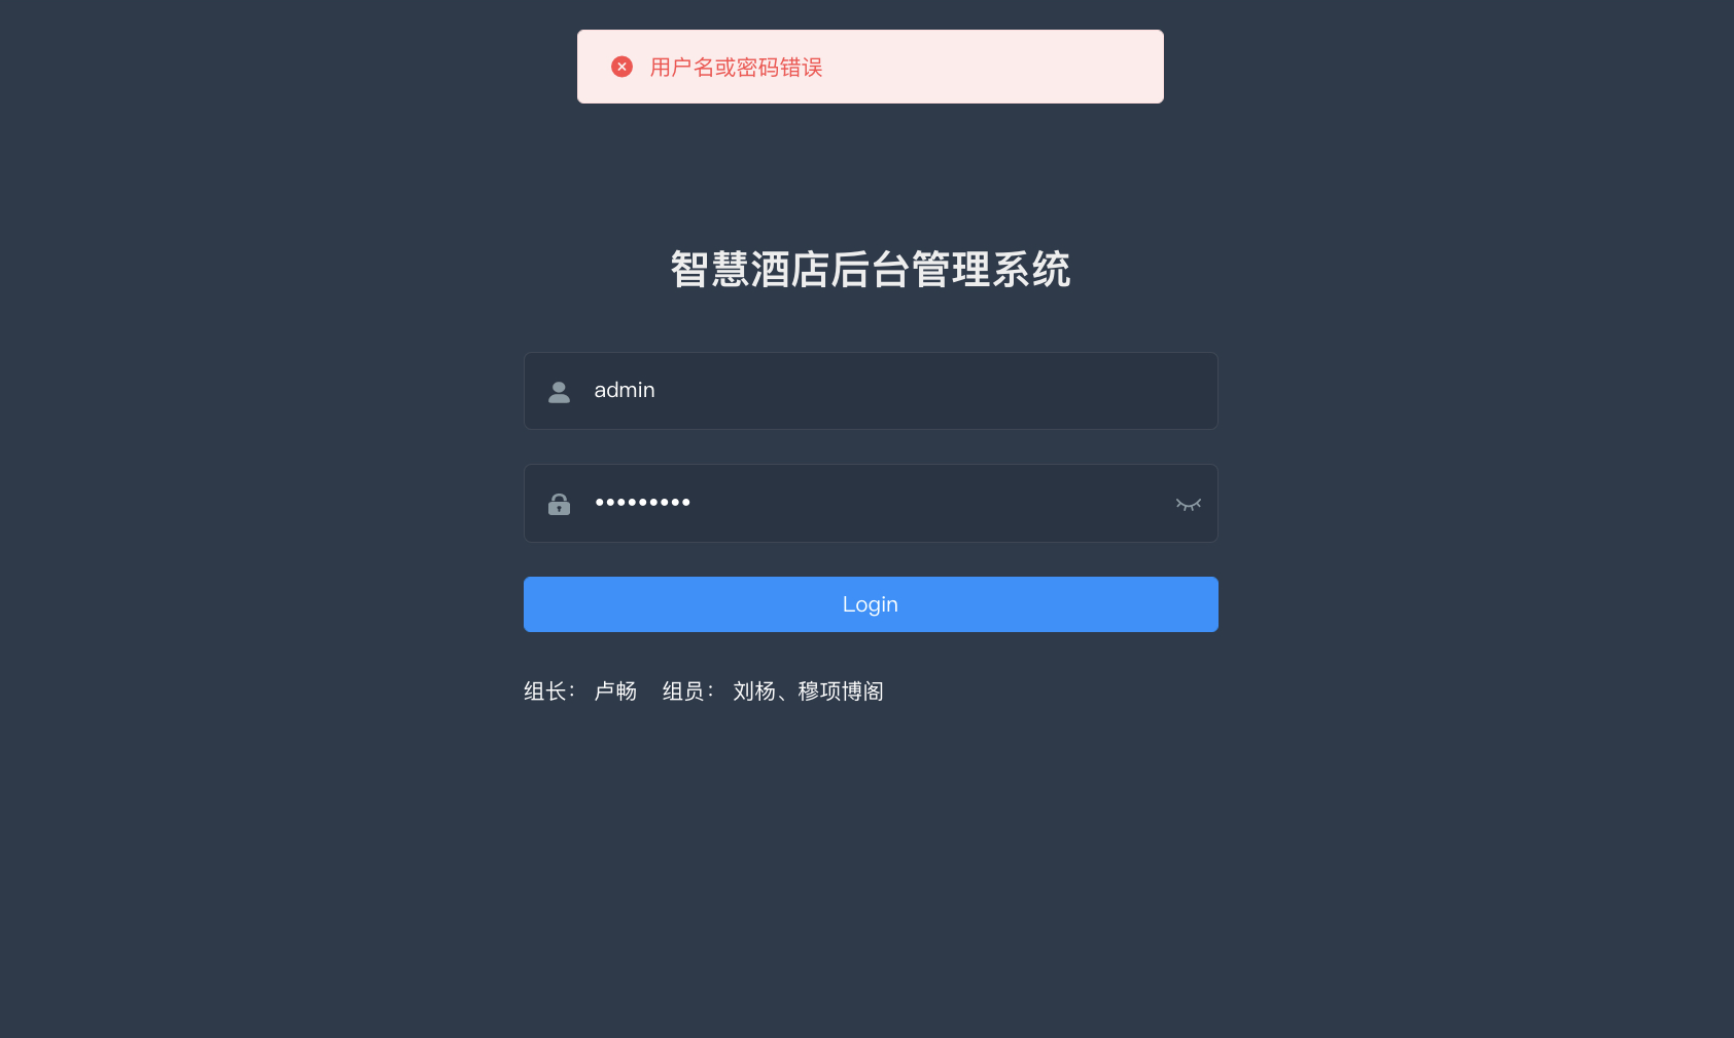 用户名或密码错误
智慧酒店后台管理系统
admin
•••••••••
Login
组长： 卢畅 组员： 刘杨、穆项博阁